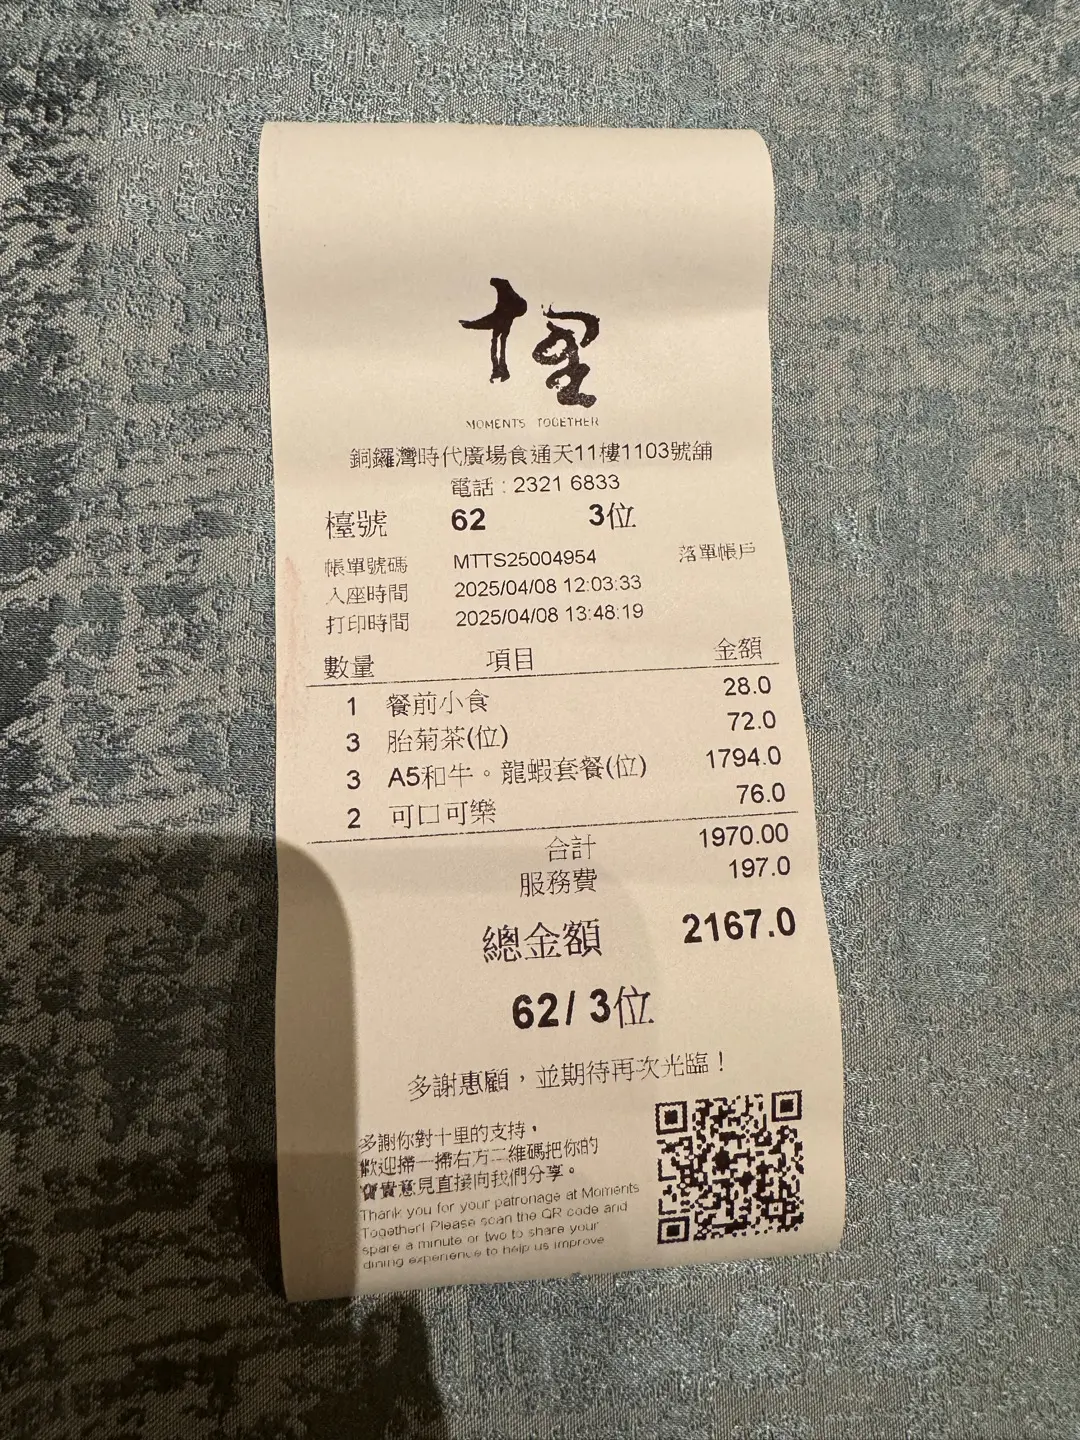 十里
MOMENTS TOGETHER
銅鑼灣時代廣場食通天11樓1103號舖
電話：2321 6833
檯號 62 3位
帳單號碼 MTTS25004954 落單帳戶
入座時間 2025/04/08 12:03:33
打印時間 2025/04/08 13:48:19
數量 項目 金額
1 餐前小食 28.0
3 胎菊茶(位) 72.0
3 A5和牛。龍蝦套餐(位) 1794.0
2 可口可樂 76.0
合計 1970.00
服務費 197.0
總金額 2167.0
62/ 3位
多謝惠顧，並期待再次光臨！
多謝你對十里的支持，
歡迎掃一掃右方二維碼把你的
寶貴意見直接向我們分享。
Thank you for your patronage at Moments
Together! Please scan the QR code and
spare a minute or two to share your
dining experience to help us improve